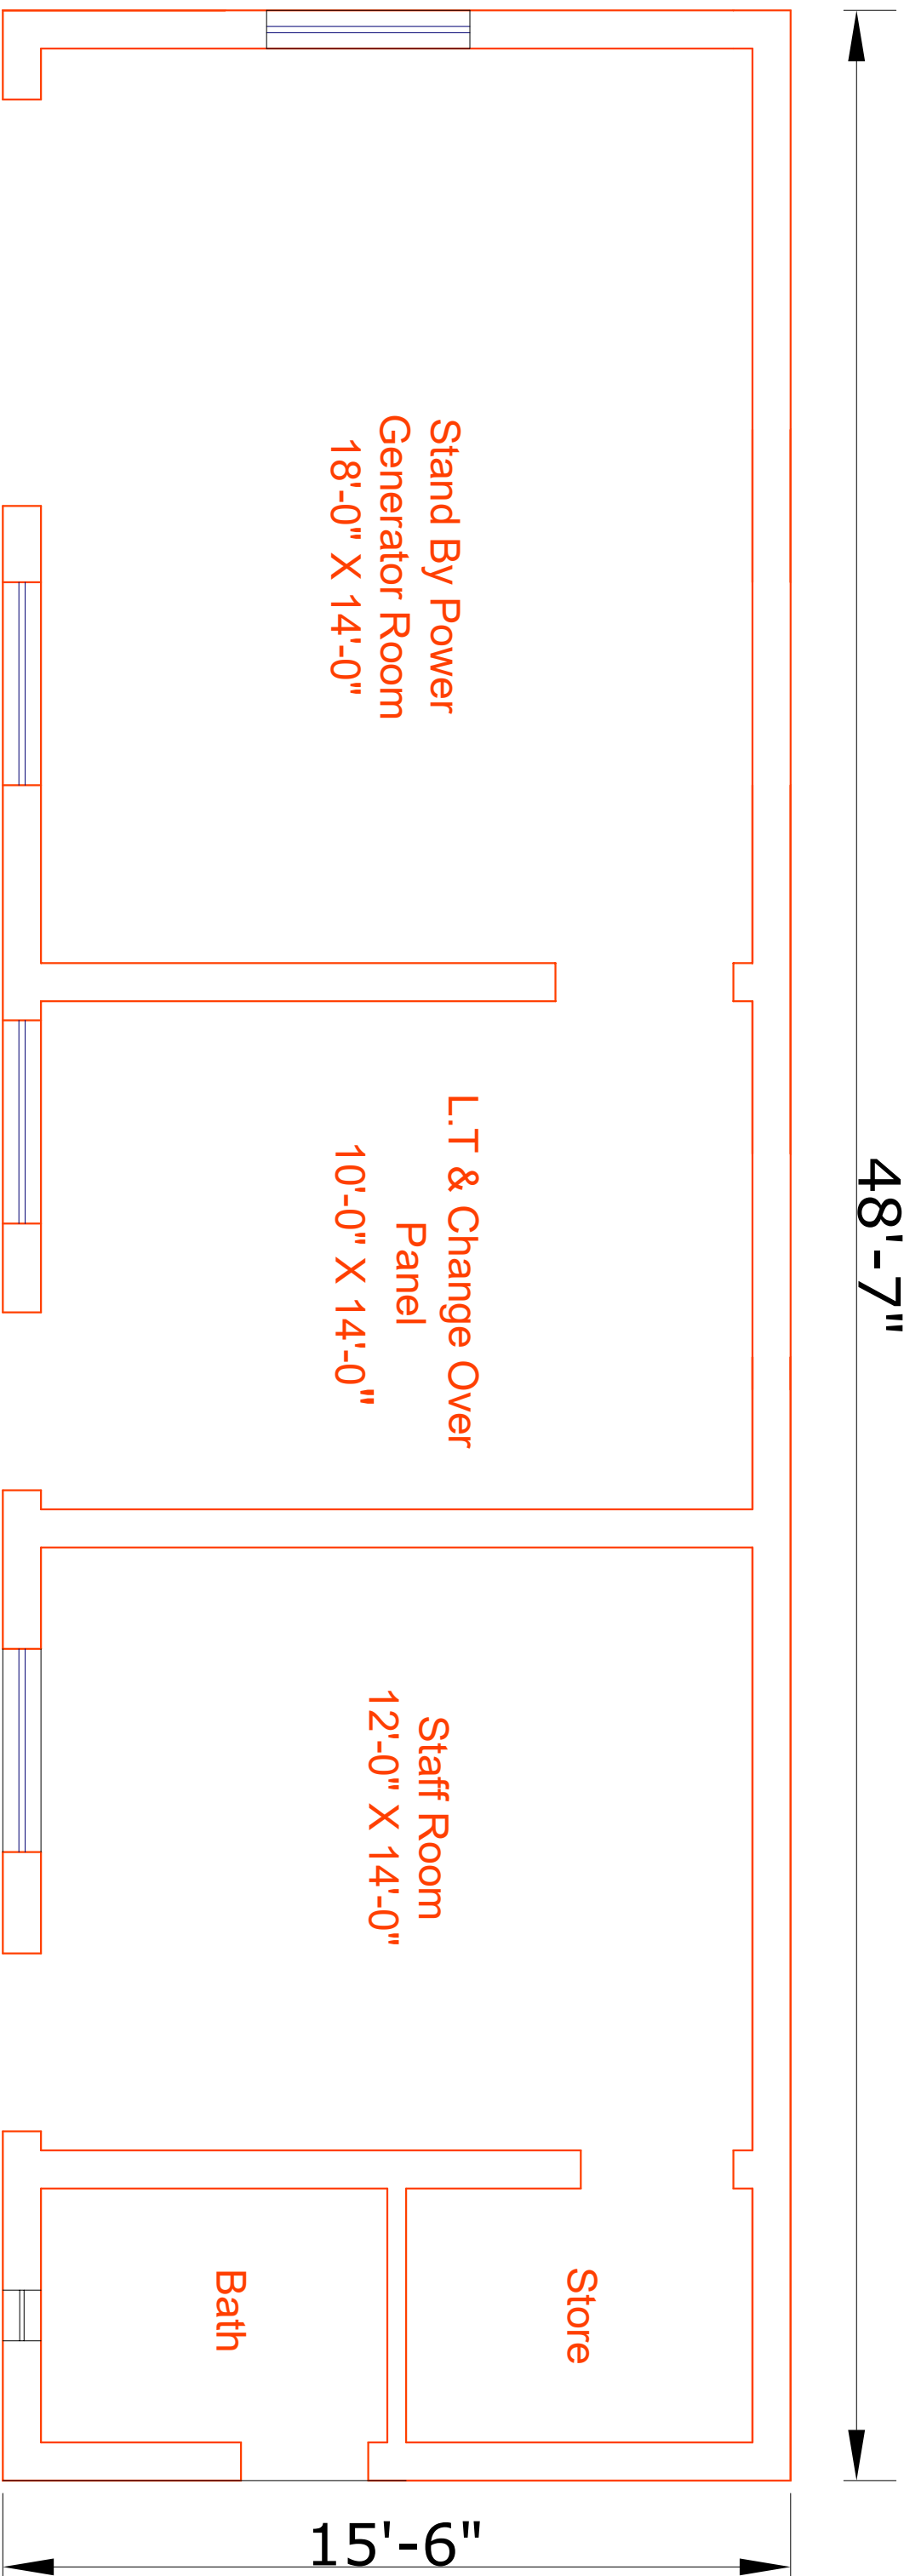 48'-7"
Stand By Power
Generator Room
18'-0" X 14'-0"
L.T & Change Over
Panel
10'-0" X 14'-0"
Staff Room
12'-0" X 14'-0"
Store
Bath
15'-6"